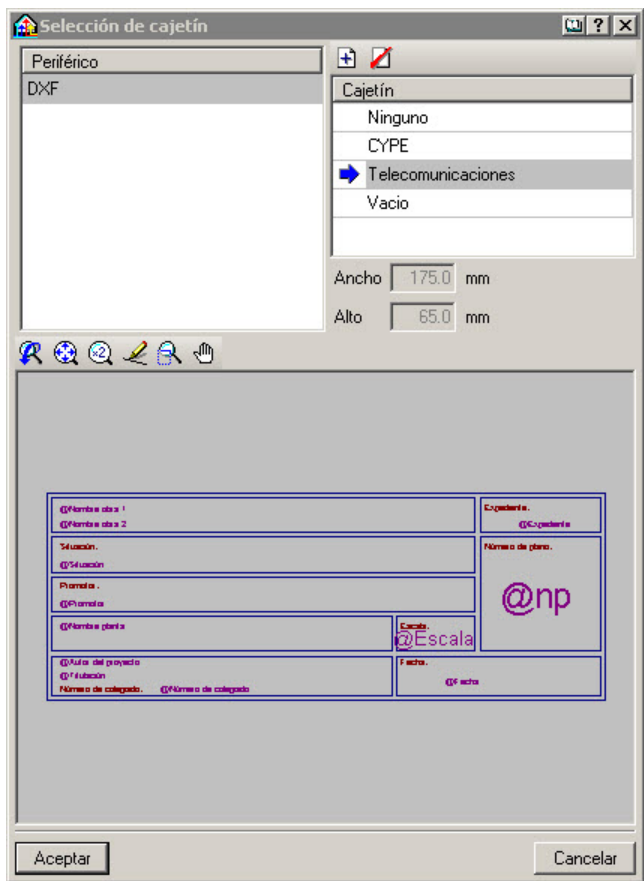 Selección de cajetín
Periférico
DXF
Cajetín
Ninguno
CYPE
Telecomunicaciones
Vacio
Ancho 175.0 mm
Alto 65.0 mm
x2
@Nombre obra 1
@Nombre obra 2
Expediente.
@Expediente
Situación.
@Situación
Número de plano.
@np
Promotor.
@Promotor
@Nombre planta
Escala.
@Escala
@Autor del proyecto
@Titulación
Número de colegiado. @Número de colegiado
Fecha.
@Fecha
Aceptar
Cancelar